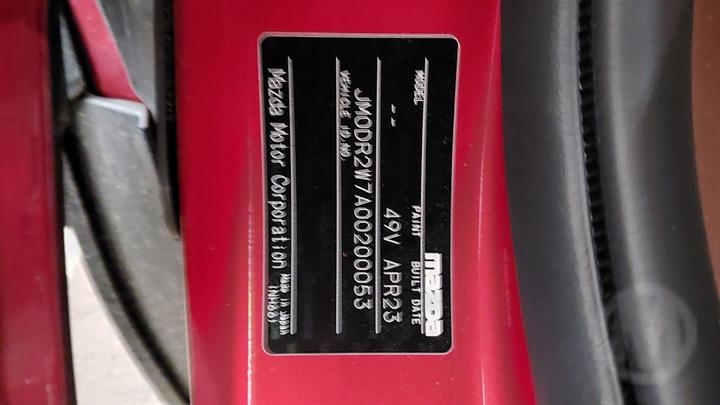 mazda
MODEL PAINT BUILT DATE
-- 49V APR23
JM0DR2W7A00200053
VEHICLE ID.NO.
Mazda Motor Corporation Made in Japan